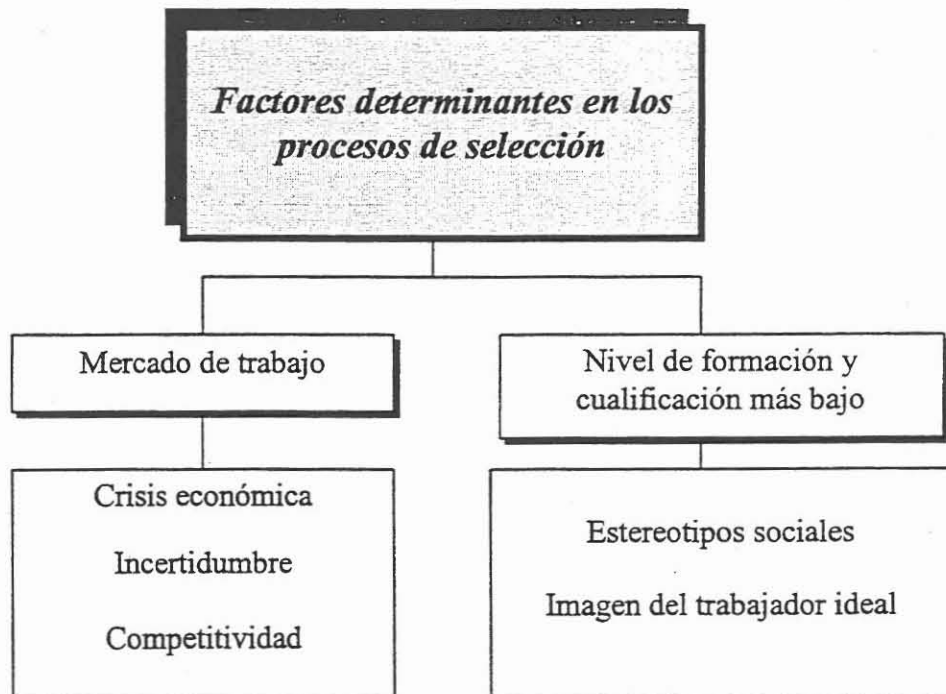 Factores determinantes en los
procesos de selección
Mercado de trabajo
Nivel de formación y
cualificación más bajo
Crisis económica
Incertidumbre
Competitividad
Estereotipos sociales
Imagen del trabajador ideal